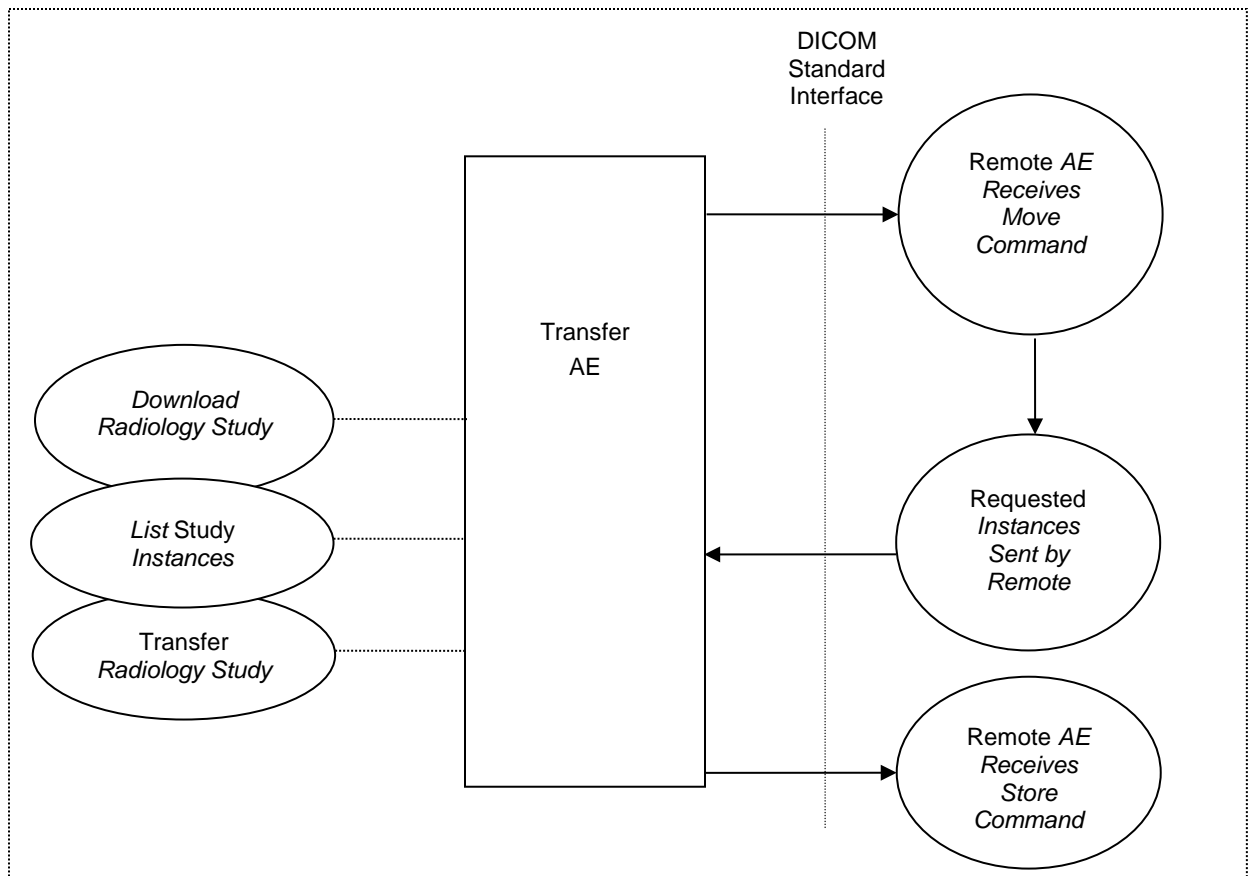 DICOM
Standard
Interface
Remote AE
Receives
Move
Command
Transfer
AE
Download
Radiology Study
List Study
Instances
Requested
Instances
Sent by
Remote
Transfer
Radiology Study
Remote AE
Receives
Store
Command